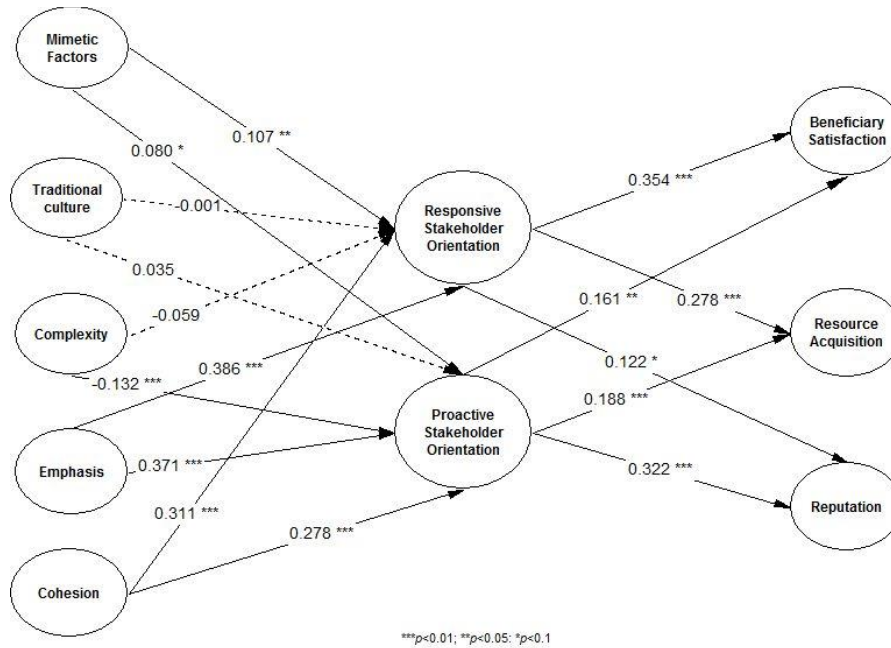 Mimetic
Factors
0.107 **
0.080 *
Traditional
culture
-0.001
0.035
Complexity
-0.059
-0.132 ***
0.386 ***
Emphasis
0.371 ***
0.311 ***
0.278 ***
Cohesion
Responsive
Stakeholder
Orientation
Proactive
Stakeholder
Orientation
0.354 ***
0.161 **
0.278 ***
0.122 *
0.188 ***
0.322 ***
Beneficiary
Satisfaction
Resource
Acquisition
Reputation
***p<0.01; **p<0.05: *p<0.1